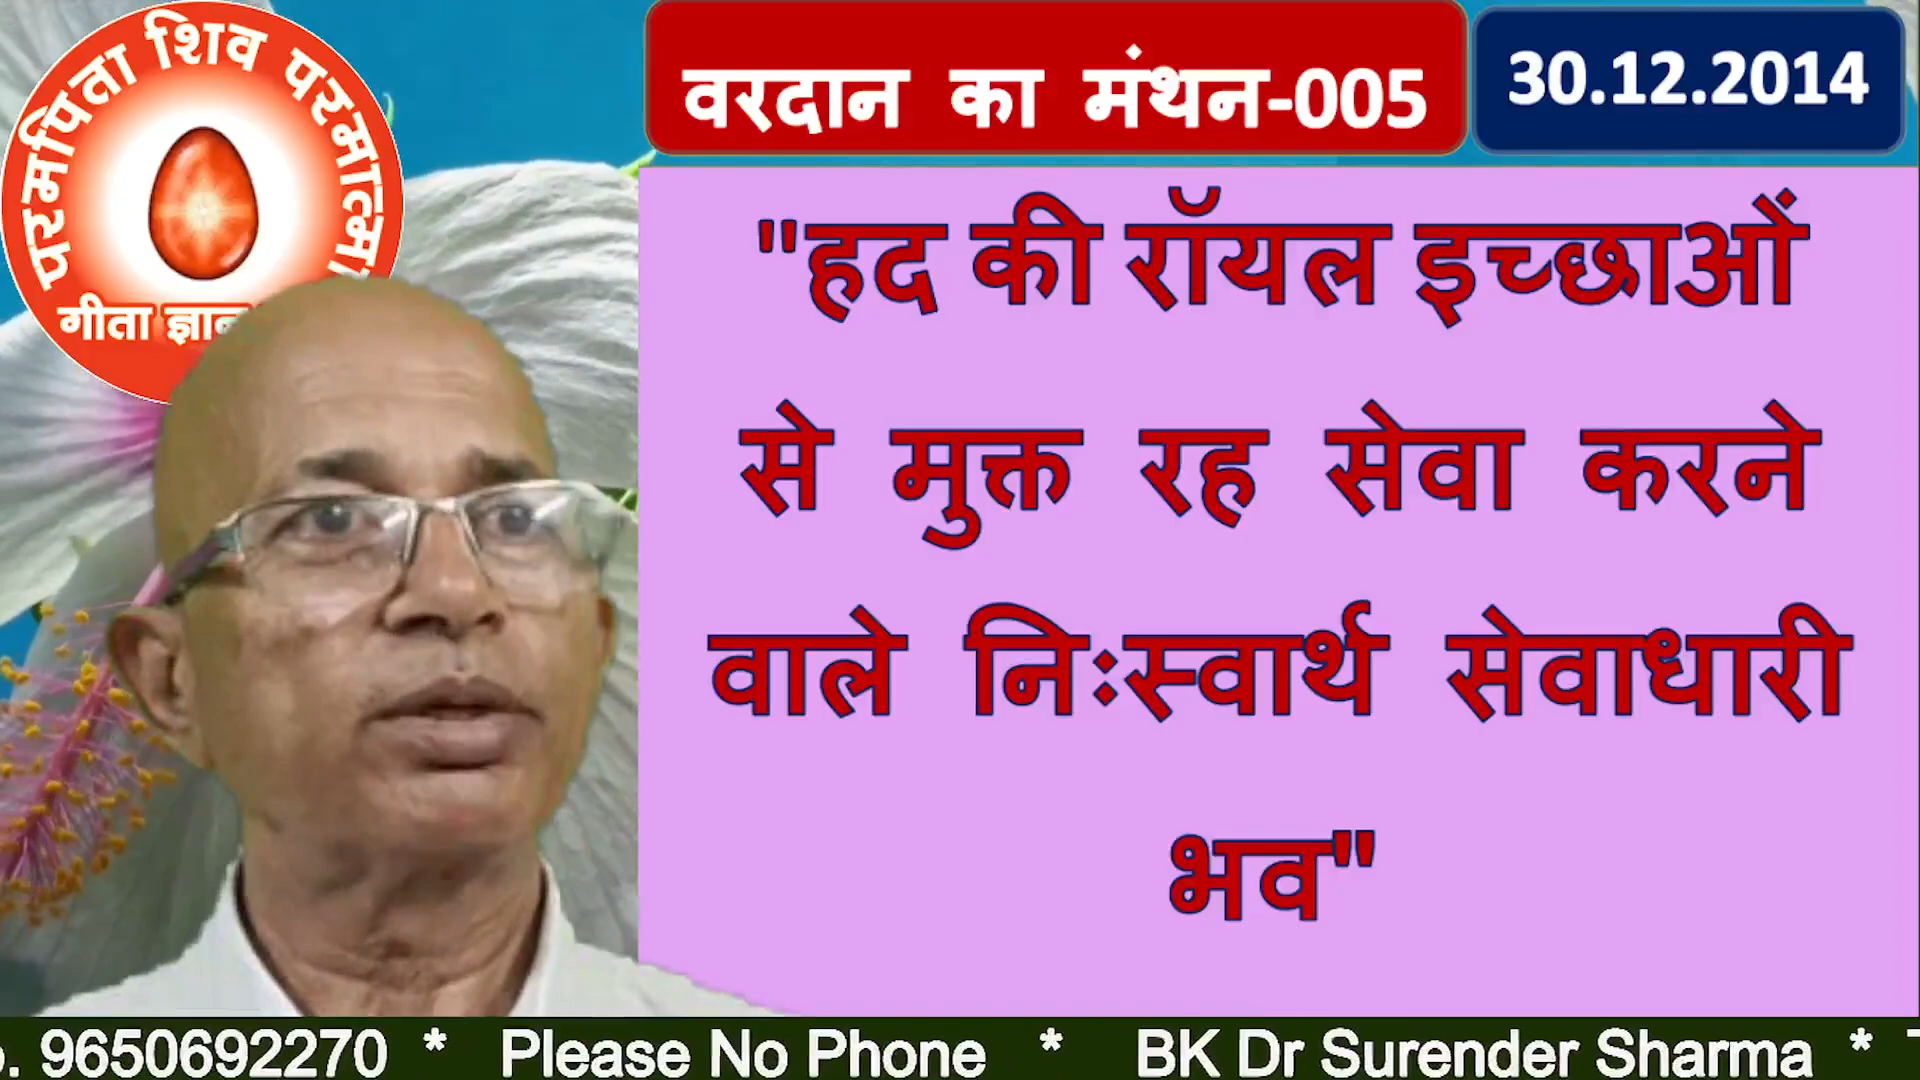 परमपिता शिव परमात्मा
गीता ज्ञान
वरदान का मंथन-005
30.12.2014
"हद की रॉयल इच्छाओं
से मुक्त रह सेवा करने
वाले निःस्वार्थ सेवाधारी
भव"
9650692270 * Please No Phone * BK Dr Surender Sharma *